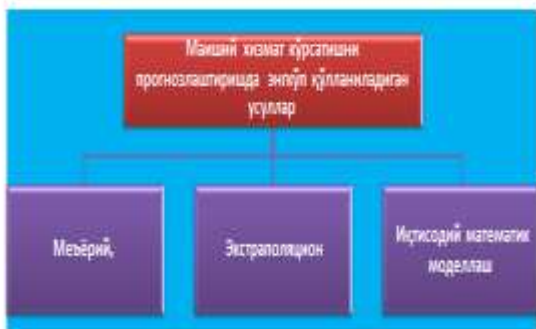 Маиший хизмат кўрсатишни
прогнозлаштиришда энг кўп қўлланиладиган
усуллар
Меъёрий,
Экстраполяцион
Иқтисодий математик
моделлаш